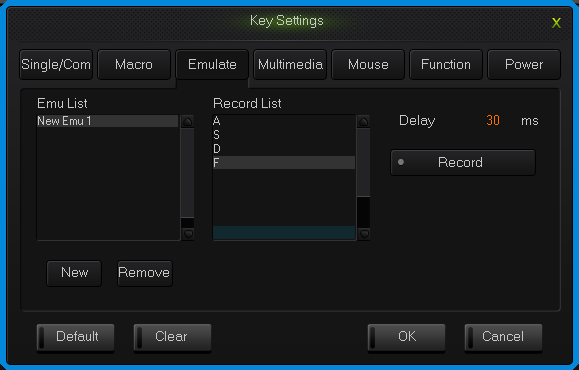 Key Settings
X
Single/Com Macro Emulate Multimedia Mouse Function Power
Emu List
New Emu 1
Record List
A
S
D
F
Delay 30 ms
Record
New Remove
Default Clear OK Cancel